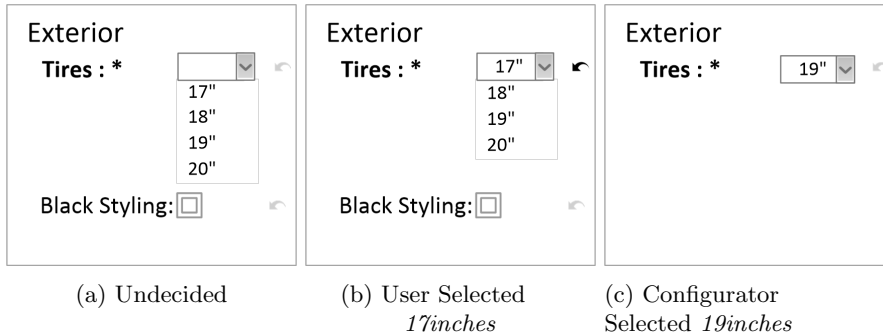 Exterior
Tires : *
17"
18"
19"
20"
Black Styling:
(a) Undecided
Exterior
Tires : * 17"
18"
19"
20"
Black Styling:
(b) User Selected
17inches
Exterior
Tires : * 19"
(c) Configurator
Selected 19inches